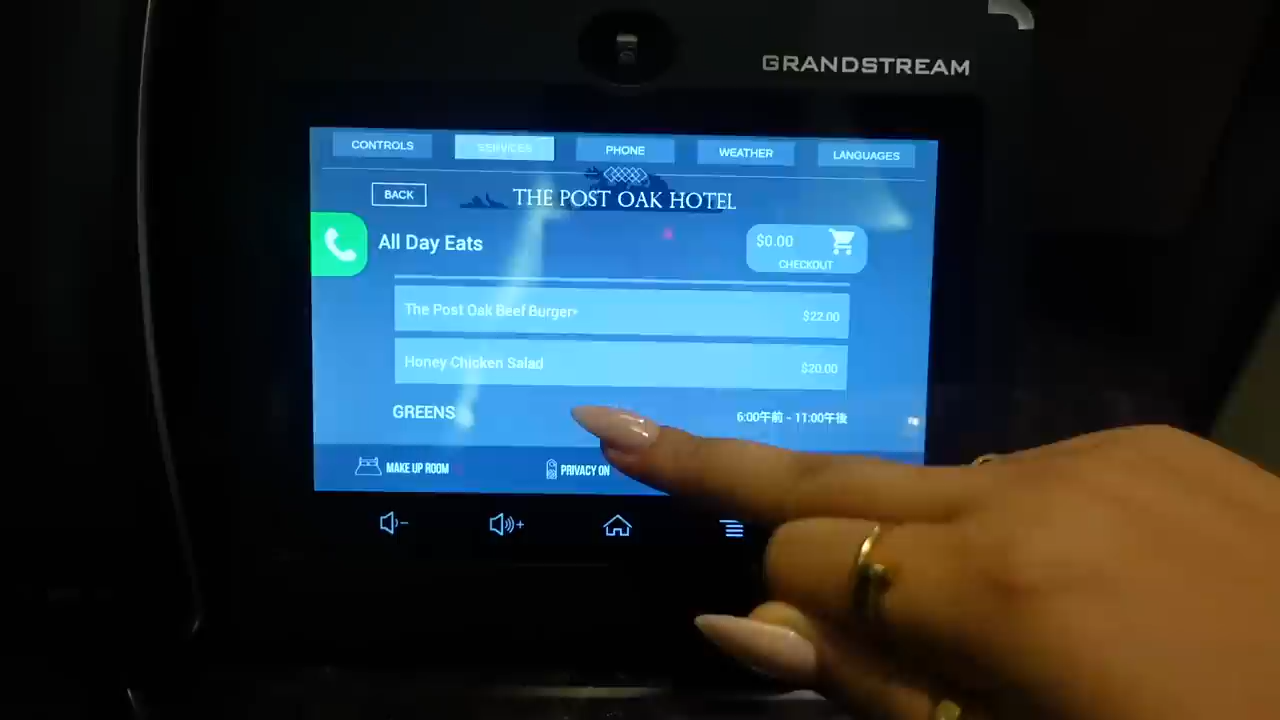 GRANDSTREAM
CONTROLS
SERVICES
PHONE
WEATHER
LANGUAGES
BACK
THE POST OAK HOTEL
All Day Eats
$0.00
CHECKOUT
The Post Oak Beef Burger*
$22.00
Honey Chicken Salad
$20.00
GREENS
6:00午前 - 11:00午後
MAKE UP ROOM
PRIVACY ON